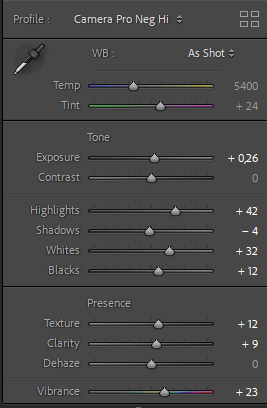 Profile : Camera Pro Neg Hi
WB : As Shot
Temp 5400
Tint + 24
Tone
Exposure + 0,26
Contrast 0
Highlights + 42
Shadows – 4
Whites + 32
Blacks + 12
Presence
Texture + 12
Clarity + 9
Dehaze 0
Vibrance + 23